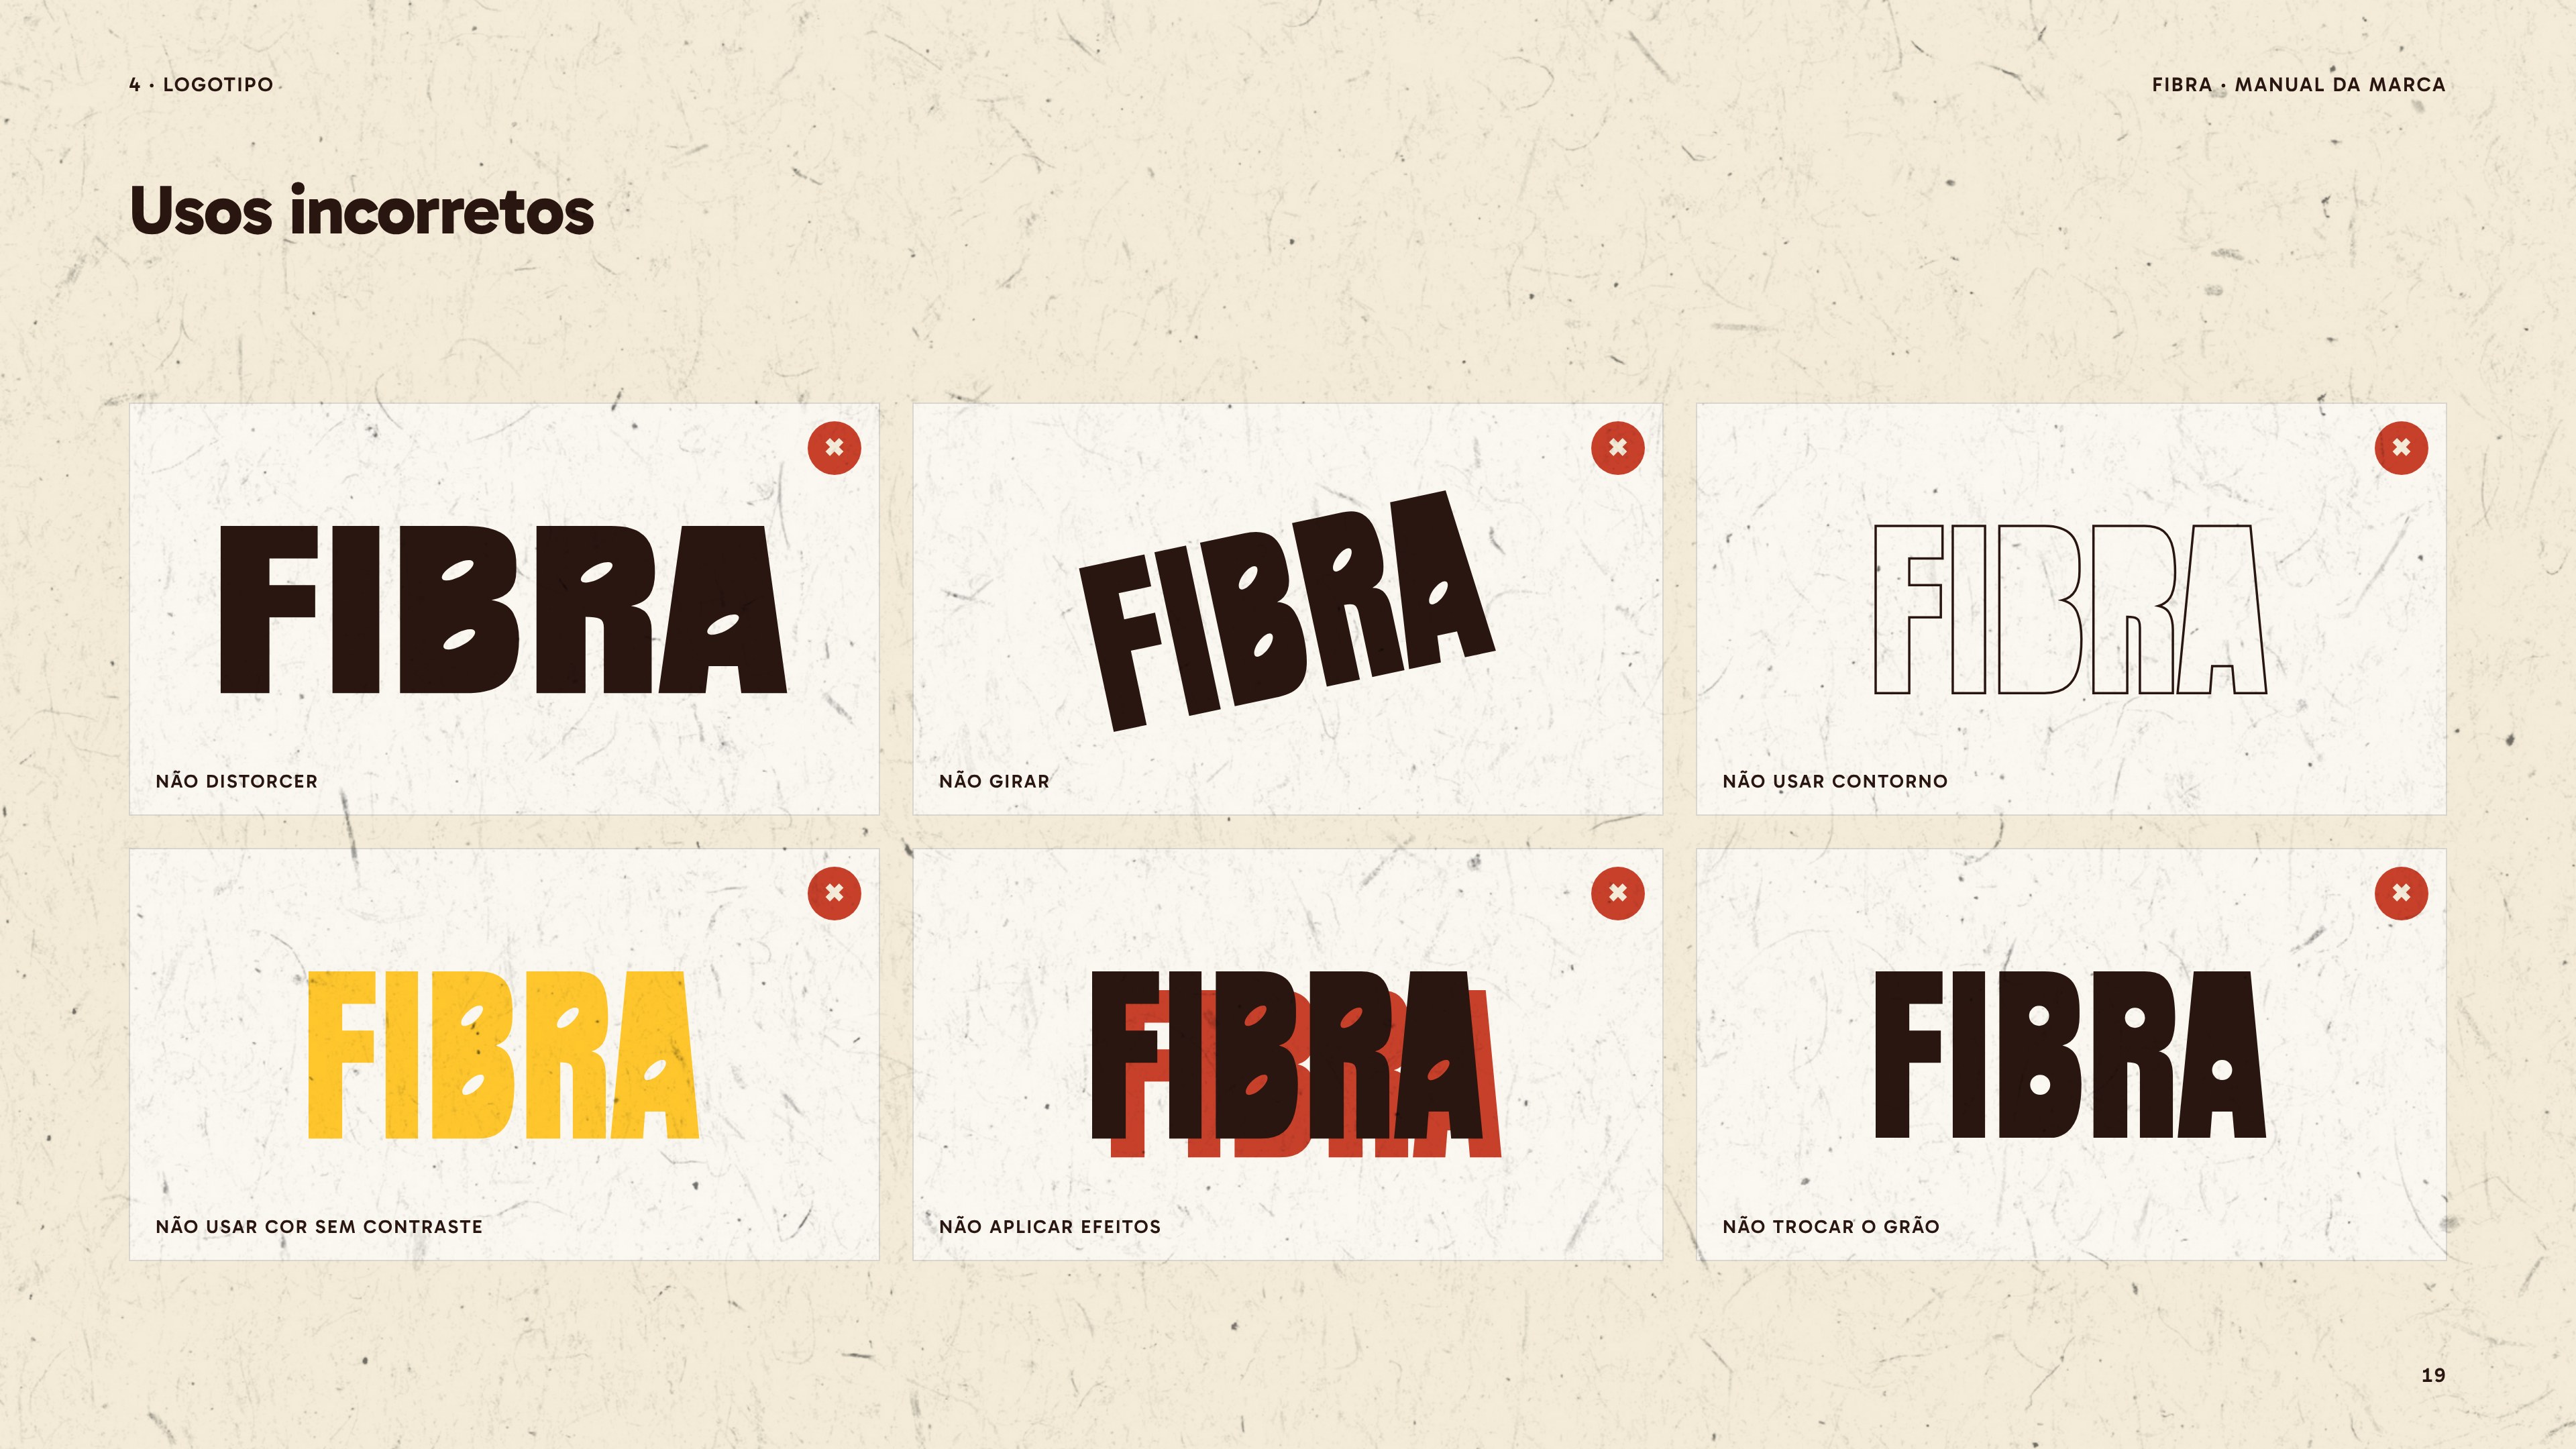 4 · LOGOTIPO
FIBRA · MANUAL DA MARCA
Usos incorretos
FIBRA
NÃO DISTORCER
FIBRA
NÃO GIRAR
FIBRA
NÃO USAR CONTORNO
FIBRA
NÃO USAR COR SEM CONTRASTE
FIBRA
NÃO APLICAR EFEITOS
FIBRA
NÃO TROCAR O GRÃO
19